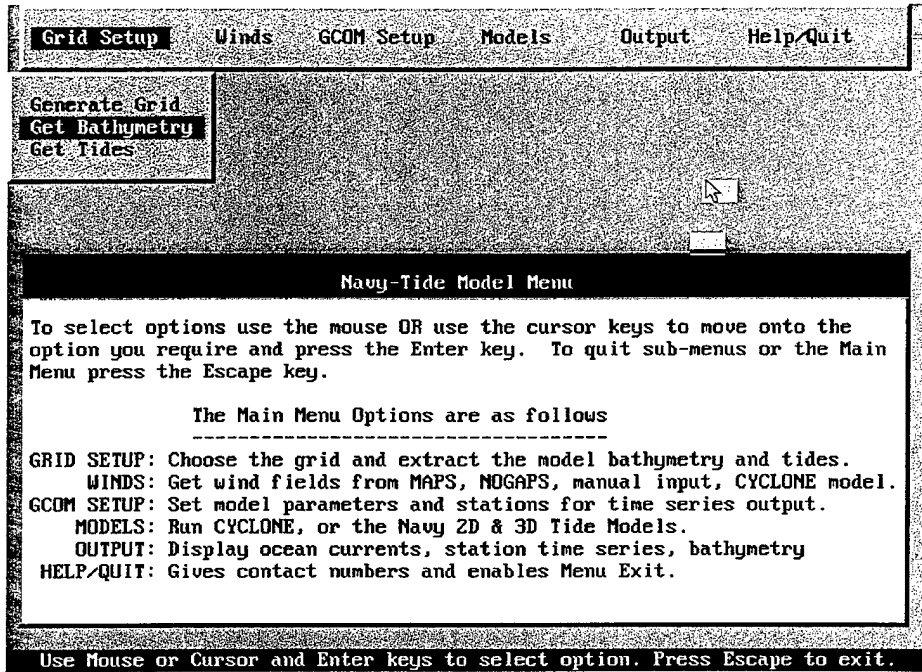 Grid Setup Winds GCOM Setup Models Output Help/Quit
Generate Grid
Get Bathymetry
Get Tides
Navy-Tide Model Menu
To select options use the mouse OR use the cursor keys to move onto the
option you require and press the Enter key. To quit sub-menus or the Main
Menu press the Escape key.
The Main Menu Options are as follows
------------------------------------
GRID SETUP: Choose the grid and extract the model bathymetry and tides.
WINDS: Get wind fields from MAPS, NOGAPS, manual input, CYCLONE model.
GCOM SETUP: Set model parameters and stations for time series output.
MODELS: Run CYCLONE, or the Navy 2D & 3D Tide Models.
OUTPUT: Display ocean currents, station time series, bathymetry
HELP/QUIT: Gives contact numbers and enables Menu Exit.
Use Mouse or Cursor and Enter keys to select option. Press Escape to exit.